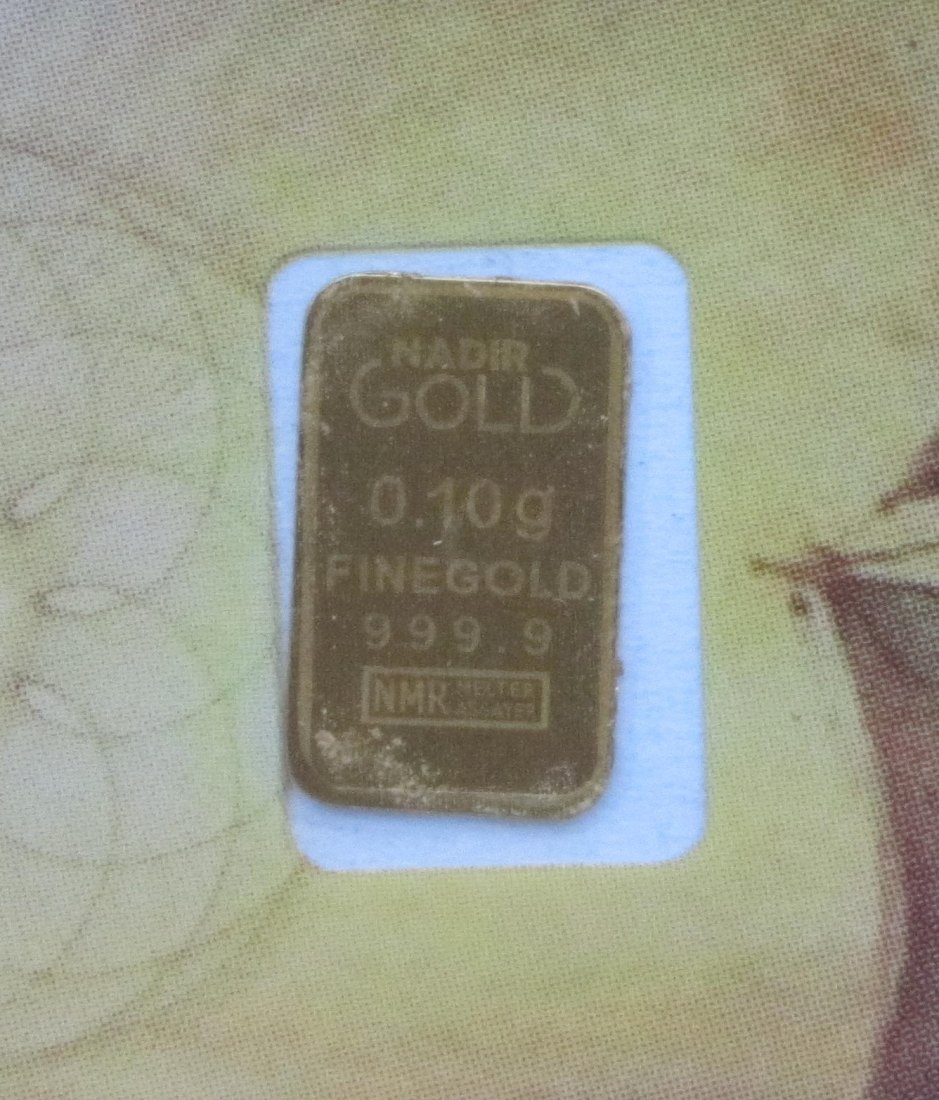 NADIR
GOLD
0.10g
FINEGOLD
999.9
NMR MELTER
ASSAYER